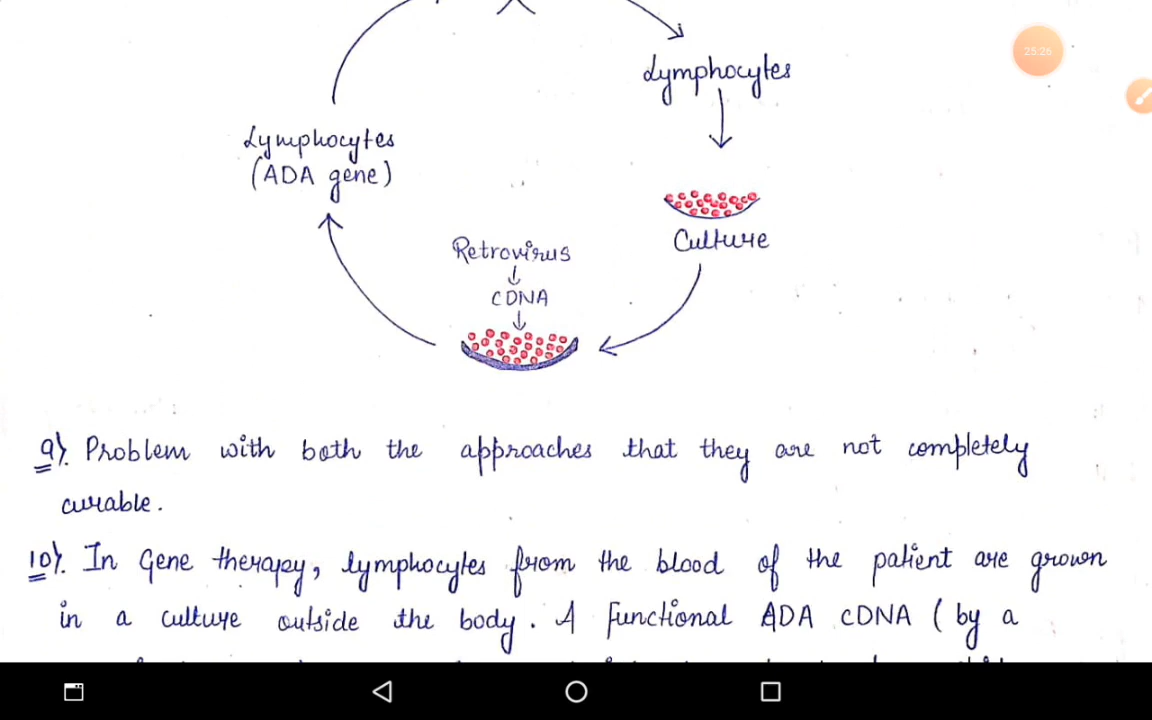 25:26
Lymphocytes
Lymphocytes
(ADA gene)
Culture
Retrovirus
CDNA
9). Problem with both the approaches that they are not completely
curable.
10). In Gene therapy, lymphocytes from the blood of the patient are grown
in a culture outside the body. A Functional ADA cDNA (by a